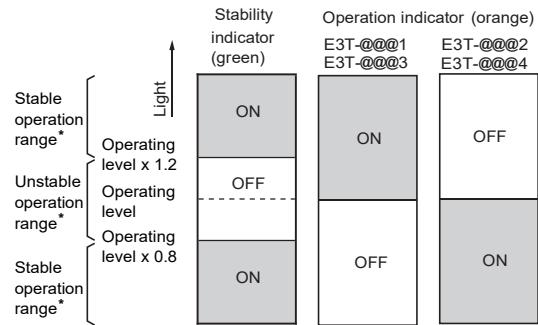 Stability
indicator
(green)
Operation indicator (orange)
E3T-@@@1
E3T-@@@3
E3T-@@@2
E3T-@@@4
Light
Stable
operation
range*
Unstable
operation
range*
Stable
operation
range*
Operating
level x 1.2
Operating
level
Operating
level x 0.8
ON
OFF
ON
ON
OFF
OFF
ON